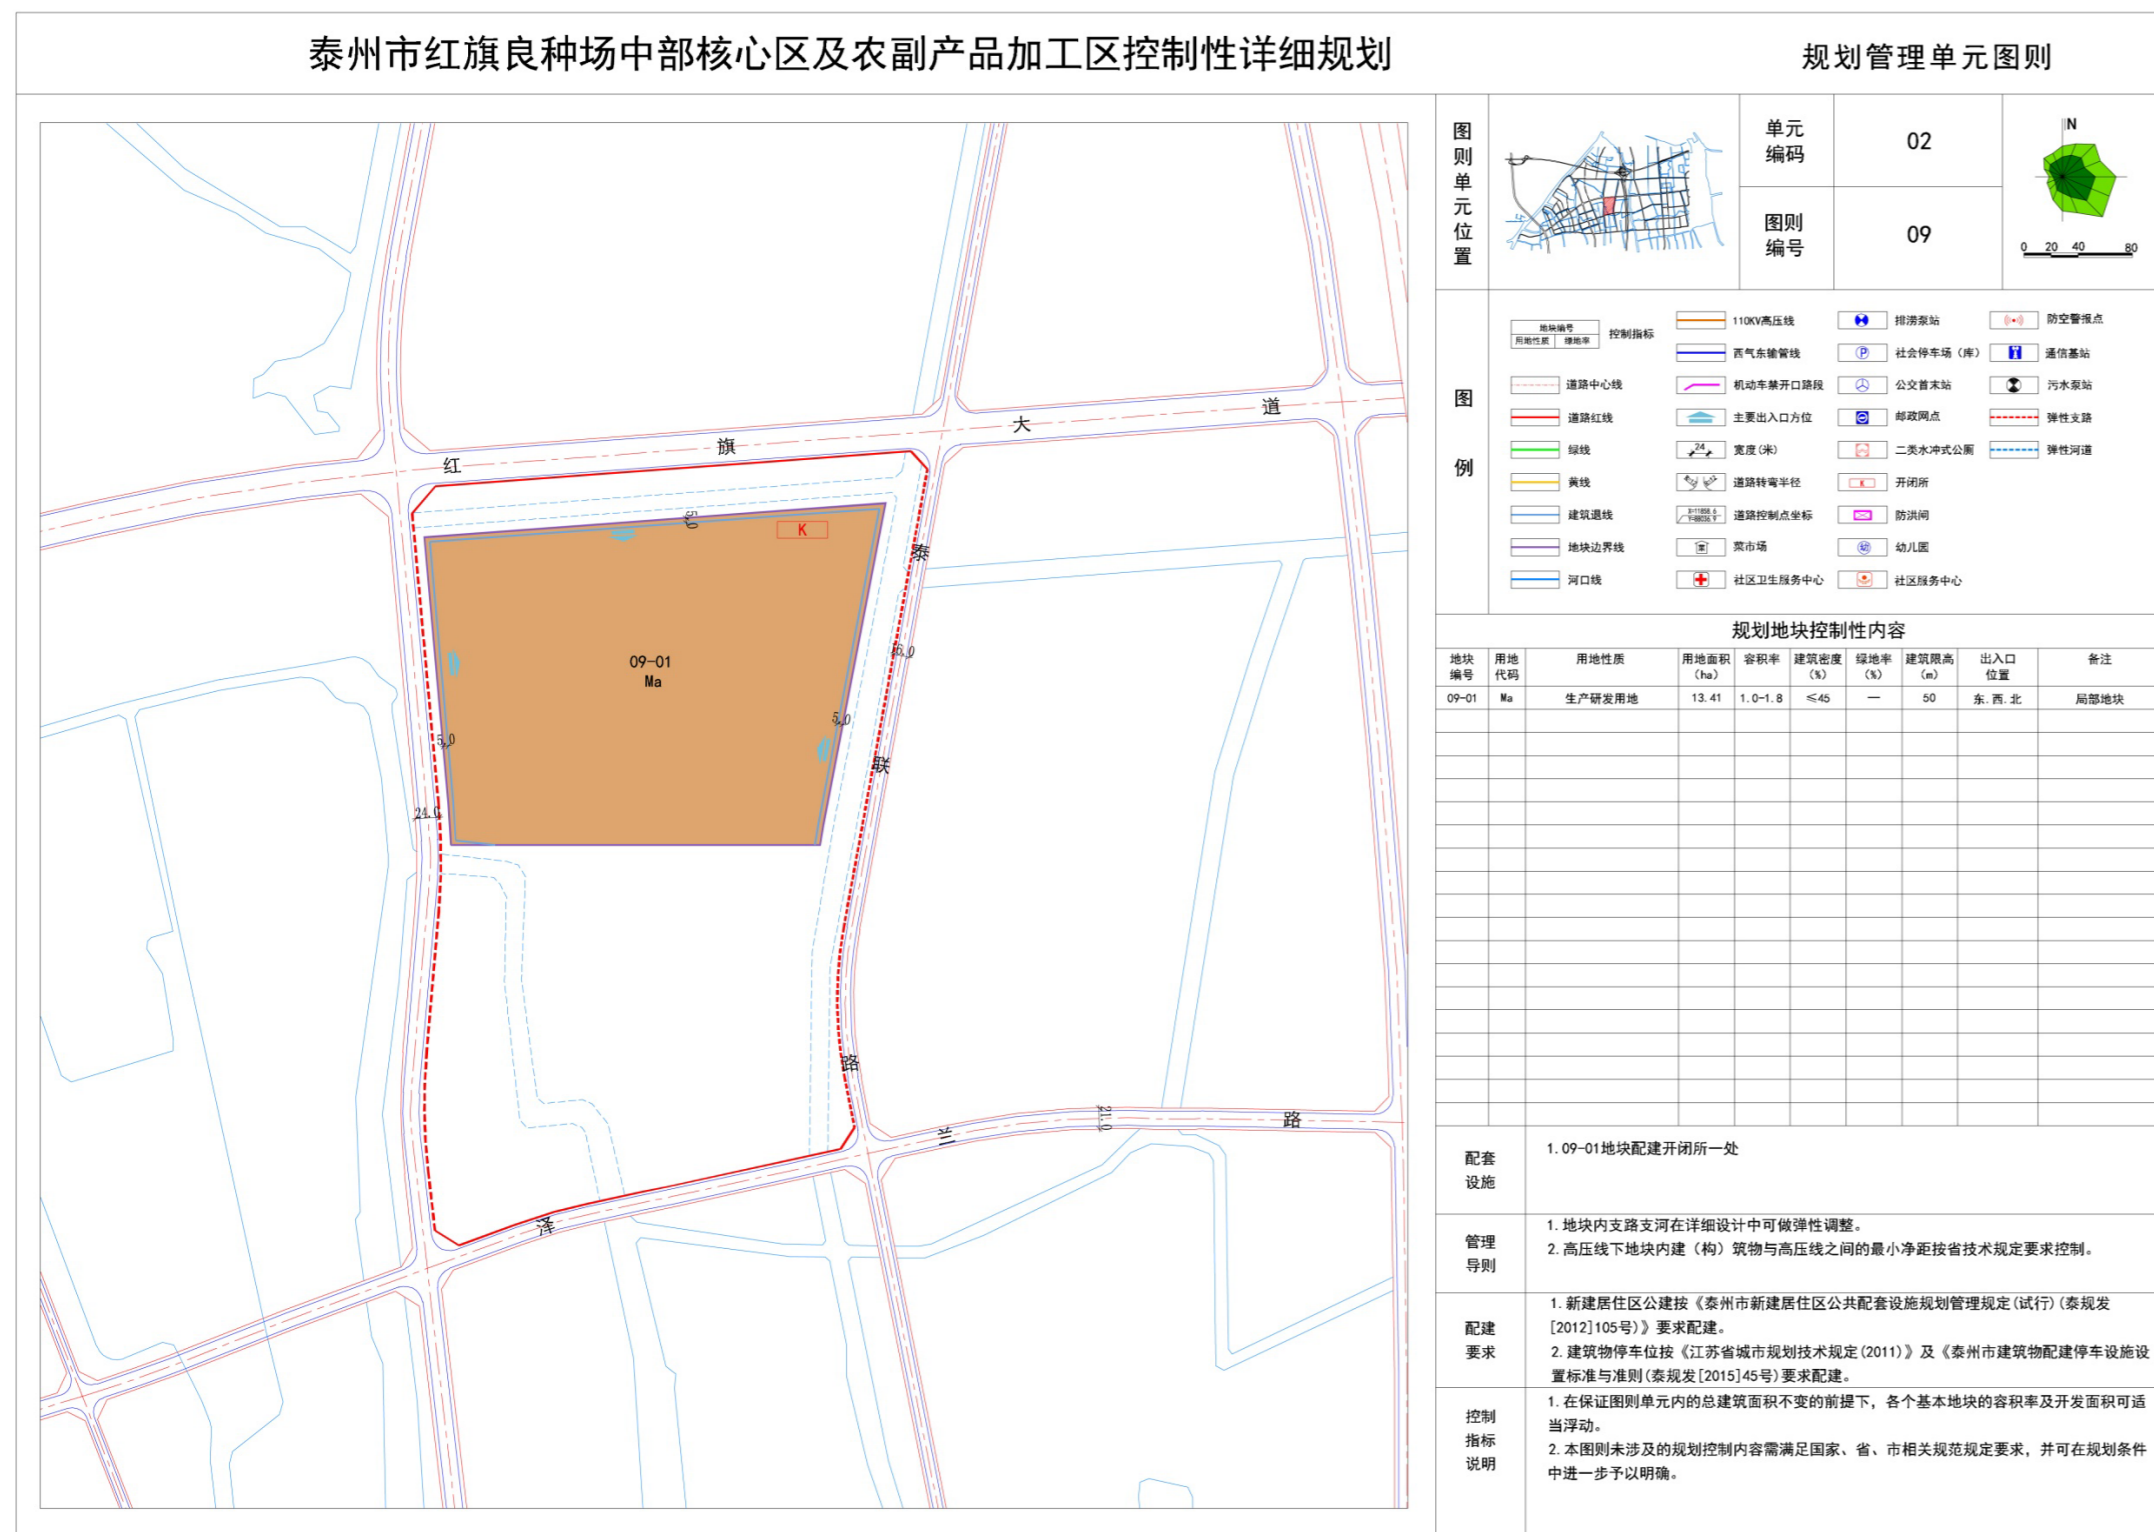 泰州市红旗良种场中部核心区及农副产品加工区控制性详细规划
规划管理单元图则
图则单元位置
单元编码
02
图则编号
09
N
0 20 40 80
图例
地块编号
用地性质 绿地率
控制指标
道路中心线
道路红线
绿线
黄线
建筑退线
地块边界线
河口线
110KV高压线
西气东输管线
机动车禁开口路段
主要出入口方位
24
宽度(米)
道路转弯半径
道路控制点坐标
菜
菜市场
社区卫生服务中心
排涝泵站
P
社会停车场（库）
公交首末站
邮政网点
二类水冲式公厕
K
开闭所
防洪闸
幼
幼儿园
社区服务中心
防空警报点
通信基站
污水泵站
弹性支路
弹性河道
红旗大道
泰联路
泽路
K
09-01
Ma
5.0
5.0
5.0
24.0
21.0
规划地块控制性内容
地块编号 用地代码 用地性质 用地面积(ha) 容积率 建筑密度(%) 绿地率(%) 建筑限高(m) 出入口位置 备注
09-01 Ma 生产研发用地 13.41 1.0-1.8 ≤45 — 50 东.西.北 局部地块
配套设施
1.09-01地块配建开闭所一处
管理导则
1.地块内支路支河在详细设计中可做弹性调整。
2.高压线下地块内建（构）筑物与高压线之间的最小净距按省技术规定要求控制。
配建要求
1.新建居住区公建按《泰州市新建居住区公共配套设施规划管理规定(试行)(泰规发
[2012]105号)》要求配建。
2.建筑物停车位按《江苏省城市规划技术规定(2011)》及《泰州市建筑物配建停车设施设
置标准与准则(泰规发[2015]45号)要求配建。
控制指标说明
1.在保证图则单元内的总建筑面积不变的前提下，各个基本地块的容积率及开发面积可适
当浮动。
2.本图则未涉及的规划控制内容需满足国家、省、市相关规范规定要求，并可在规划条件
中进一步予以明确。